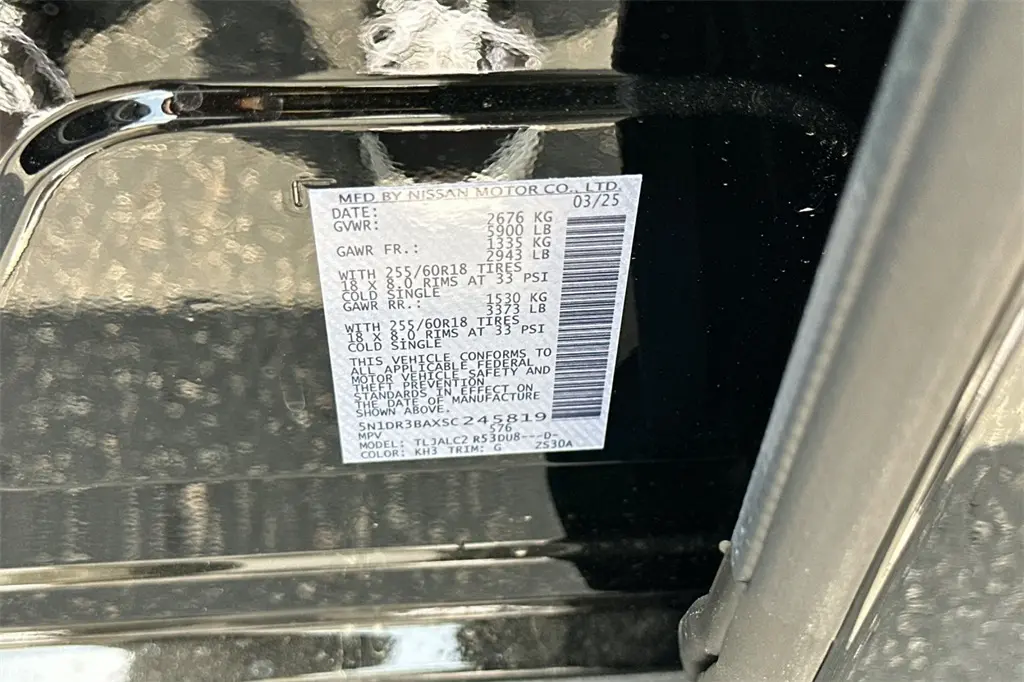 MFD BY NISSAN MOTOR CO., LTD.
DATE: 03/25
GVWR: 2676 KG
5900 LB
GAWR FR.: 1335 KG
2943 LB
WITH 255/60R18 TIRES
18 X 8.0 RIMS AT 33 PSI
COLD SINGLE
GAWR RR.: 1530 KG
3373 LB
WITH 255/60R18 TIRES
18 X 8.0 RIMS AT 33 PSI
COLD SINGLE
THIS VEHICLE CONFORMS TO
ALL APPLICABLE FEDERAL
MOTOR VEHICLE SAFETY AND
THEFT PREVENTION
STANDARDS IN EFFECT ON
THE DATE OF MANUFACTURE
SHOWN ABOVE.
5N1DR3BAXSC245819
MPV 576
MODEL: TLJALC2 R53DU8---D-
COLOR: KH3 TRIM: G 2S30A